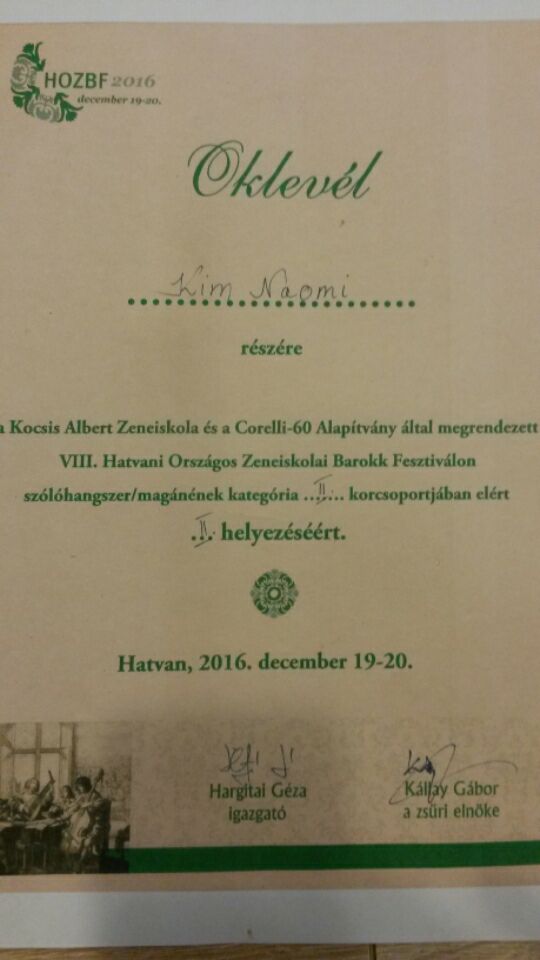 HOZBF 2016
december 19-20.
Oklevél
Kim Naomi
részére
a Kocsis Albert Zeneiskola és a Corelli-60 Alapítvány által megrendezett
VIII. Hatvani Országos Zeneiskolai Barokk Fesztiválon
szólóhangszer/magánének kategória ...II.... korcsoportjában elért
..II. helyezéséért.
Hatvan, 2016. december 19-20.
Hargitai Géza
igazgató
Kállay Gábor
a zsűri elnöke